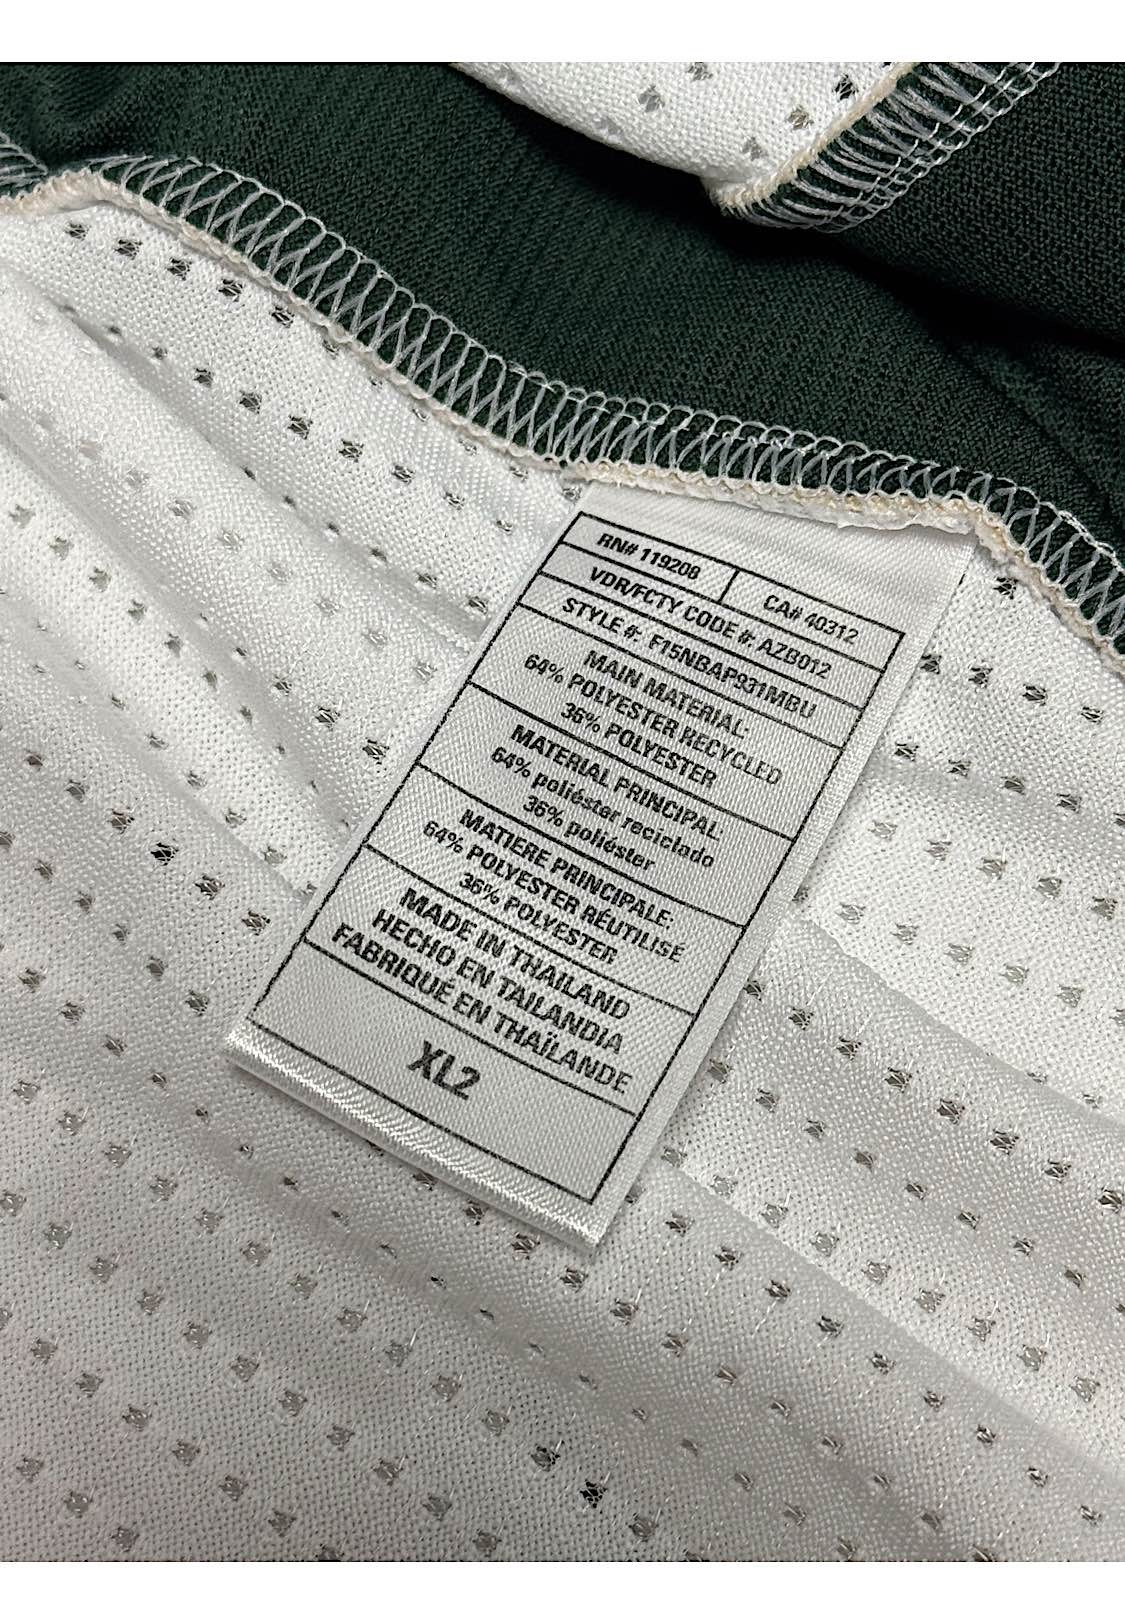 RN# 119208 CA# 40312
VDR/FCTY CODE #: AZB012
STYLE #: F15NBAP931MBU
MAIN MATERIAL:
64% POLYESTER RECYCLED
36% POLYESTER
MATERIAL PRINCIPAL:
64% poliéster reciclado
36% poliéster
MATIERE PRINCIPALE:
64% POLYESTER RÉUTILISÉ
36% POLYESTER
MADE IN THAILAND
HECHO EN TAILANDIA
FABRIQUÉ EN THAÏLANDE
XL2